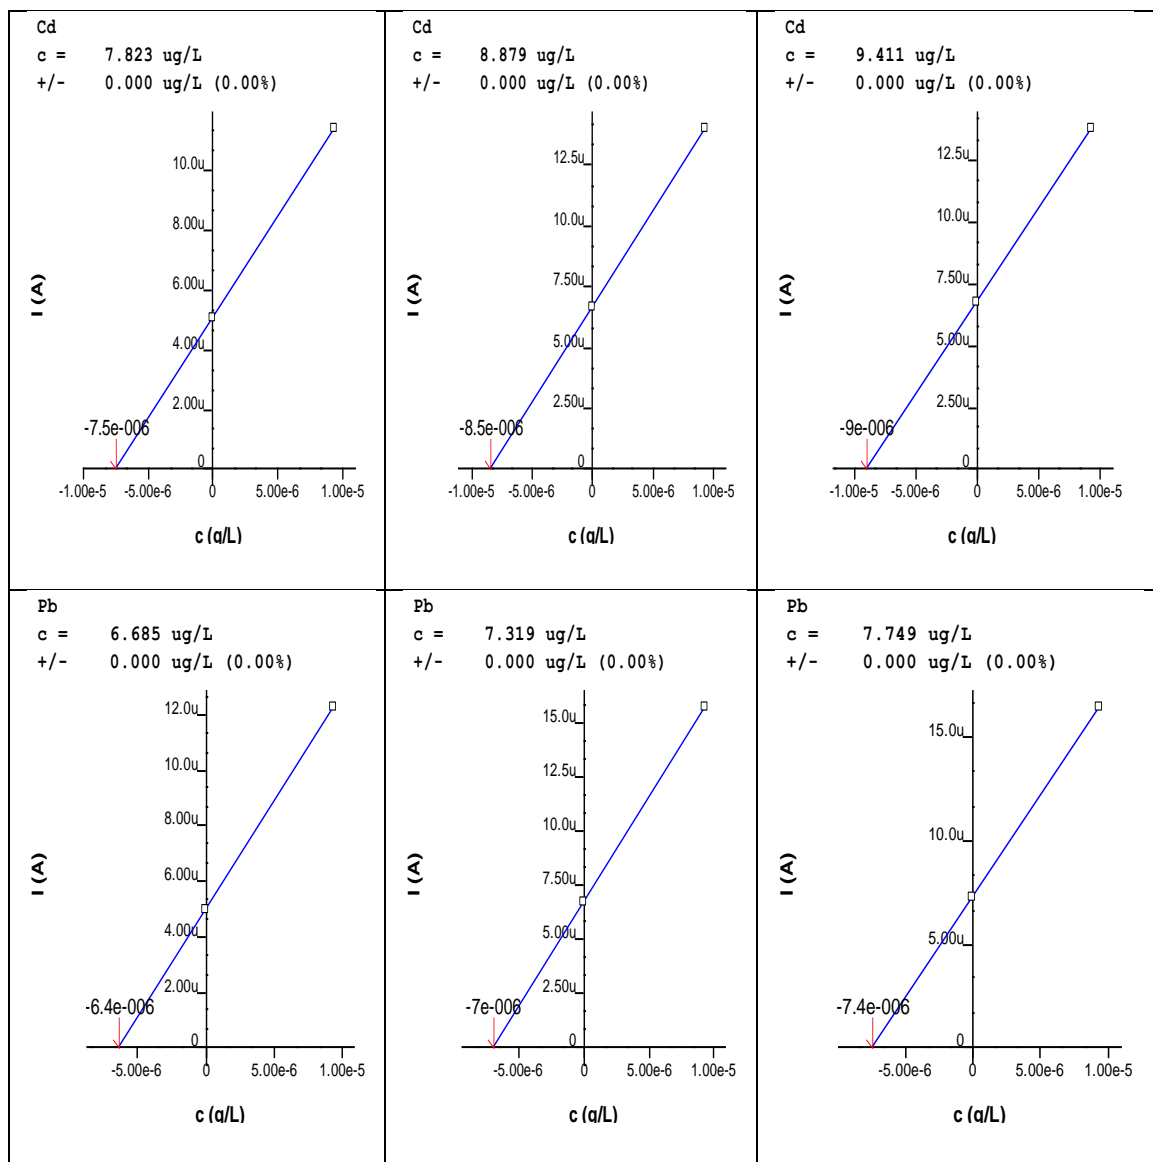 Cd
c = 7.823 ug/L
+/- 0.000 ug/L (0.00%)
10.0u
8.00u
6.00u
4.00u
2.00u
0
I (A)
-7.5e-006
-1.00e-5 -5.00e-6 0 5.00e-6 1.00e-5
c (g/L)
Cd
c = 8.879 ug/L
+/- 0.000 ug/L (0.00%)
12.5u
10.0u
7.50u
5.00u
2.50u
0
I (A)
-8.5e-006
-1.00e-5 -5.00e-6 0 5.00e-6 1.00e-5
c (g/L)
Cd
c = 9.411 ug/L
+/- 0.000 ug/L (0.00%)
12.5u
10.0u
7.50u
5.00u
2.50u
0
I (A)
-9e-006
-1.00e-5 -5.00e-6 0 5.00e-6 1.00e-5
c (g/L)
Pb
c = 6.685 ug/L
+/- 0.000 ug/L (0.00%)
12.0u
10.0u
8.00u
6.00u
4.00u
2.00u
0
I (A)
-6.4e-006
-5.00e-6 0 5.00e-6 1.00e-5
c (g/L)
Pb
c = 7.319 ug/L
+/- 0.000 ug/L (0.00%)
15.0u
12.5u
10.0u
7.50u
5.00u
2.50u
0
I (A)
-7e-006
-5.00e-6 0 5.00e-6 1.00e-5
c (g/L)
Pb
c = 7.749 ug/L
+/- 0.000 ug/L (0.00%)
15.0u
10.0u
5.00u
0
I (A)
-7.4e-006
-5.00e-6 0 5.00e-6 1.00e-5
c (g/L)